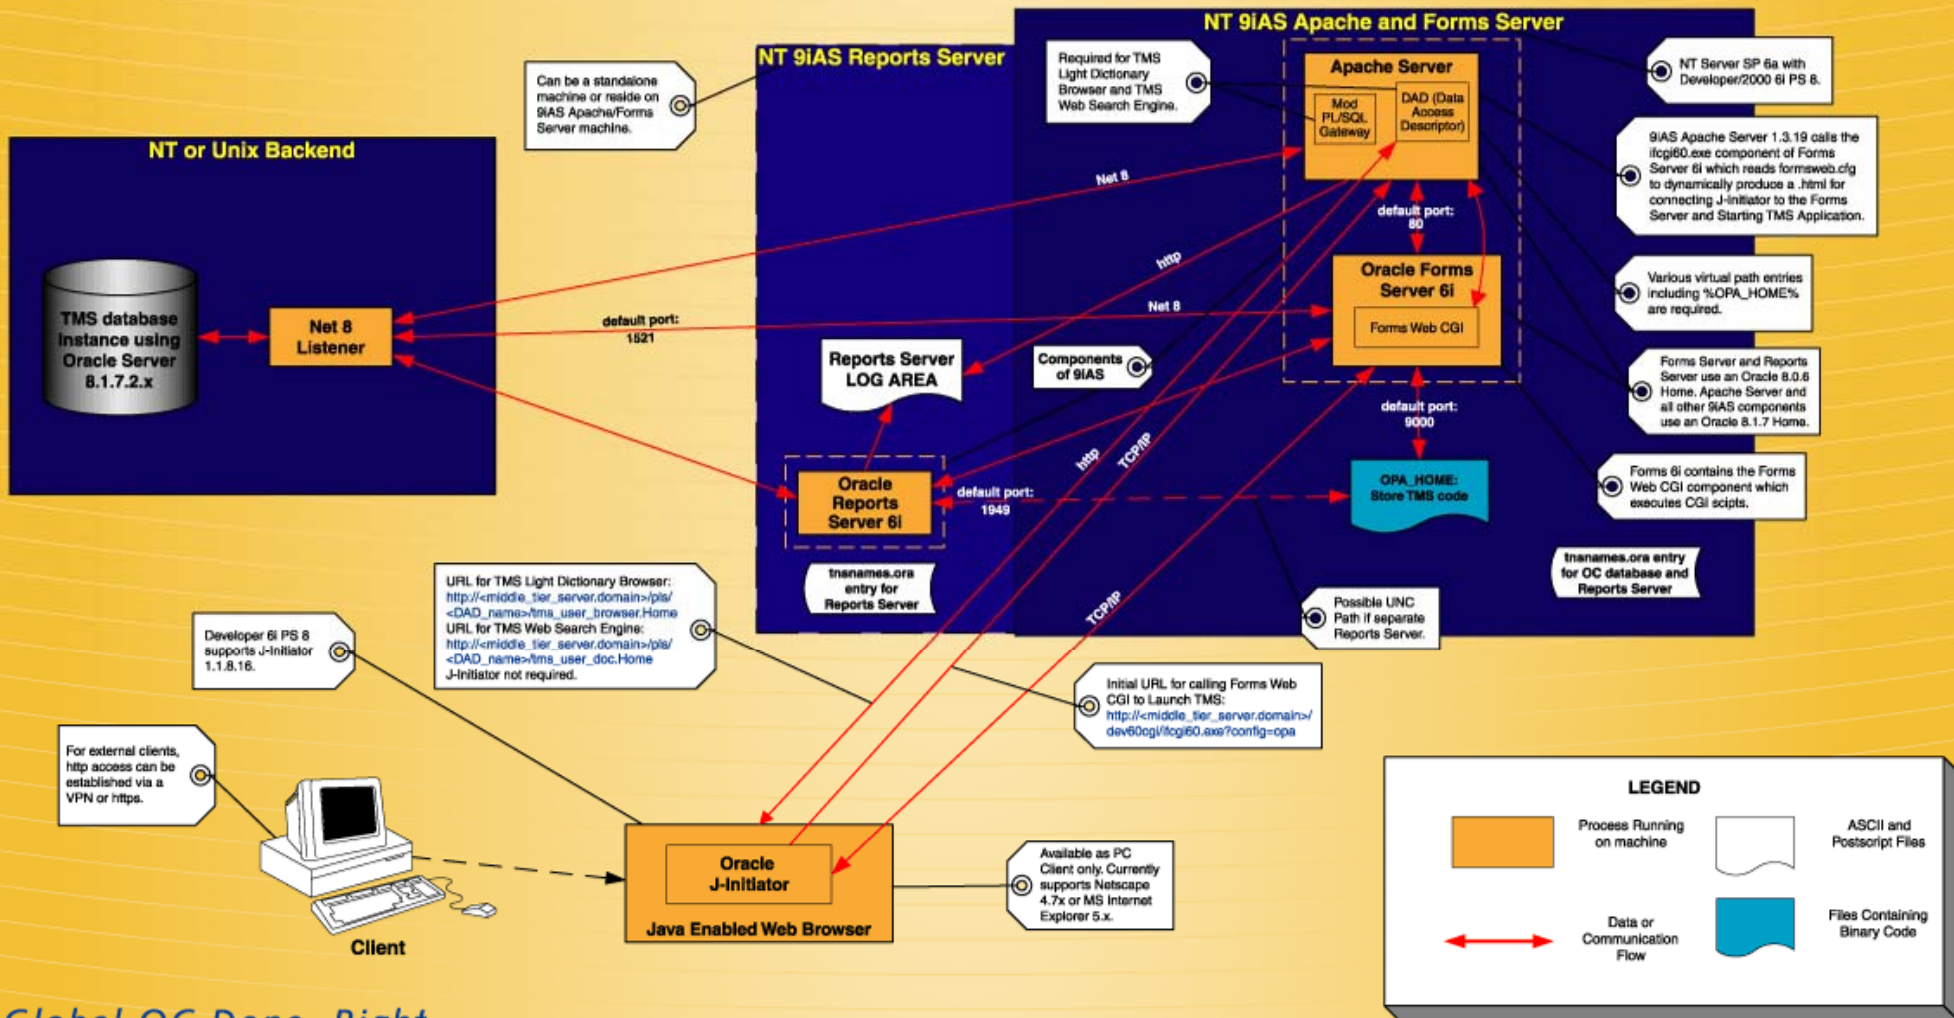 NT 9iAS Apache and Forms Server
NT 9iAS Reports Server
NT or Unix Backend
Can be a standalone
machine or reside on
9iAS Apache/Forms
Server machine.
Required for TMS
Light Dictionary
Browser and TMS
Web Search Engine.
Apache Server
Mod
PL/SQL
Gateway
DAD (Data
Access
Descriptor)
NT Server SP 6a with
Developer/2000 6i PS 8.
9iAS Apache Server 1.3.19 calls the
ifcgi60.exe component of Forms
Server 6i which reads formsweb.cfg
to dynamically produce a .html for
connecting J-Initiator to the Forms
Server and Starting TMS Application.
Net 8
default port:
80
http
Oracle Forms
Server 6i
Forms Web CGI
Various virtual path entries
including %OPA_HOME%
are required.
TMS database
Instance using
Oracle Server
8.1.7.2.x
Net 8
Listener
default port:
1521
Net 8
Reports Server
LOG AREA
Components
of 9iAS
Forms Server and Reports
Server use an Oracle 8.0.6
Home. Apache Server and
all other 9iAS components
use an Oracle 8.1.7 Home.
default port:
9000
http
TCP/IP
Oracle
Reports
Server 6i
default port:
1949
OPA_HOME:
Store TMS code
Forms 6i contains the Forms
Web CGI component which
executes CGI scipts.
tnsnames.ora entry
for OC database and
Reports Server
tnsnames.ora
entry for
Reports Server
TCP/IP
Possible UNC
Path if separate
Reports Server.
URL for TMS Light Dictionary Browser:
http://<middle_tier_server.domain>/pls/
<DAD_name>/tms_user_browser.Home
URL for TMS Web Search Engine:
http://<middle_tier_server.domain>/pls/
<DAD_name>/tms_user_doc.Home
J-Initiator not required.
Developer 6i PS 8
supports J-Initiator
1.1.8.16.
Initial URL for calling Forms Web
CGI to Launch TMS:
http://<middle_tier_server.domain>/
dev60cgi/ifcgi60.exe?config=opa
For external clients,
http access can be
established via a
VPN or https.
Client
Oracle
J-Initiator
Java Enabled Web Browser
Available as PC
Client only. Currently
supports Netscape
4.7x or MS Internet
Explorer 5.x.
LEGEND
Process Running
on machine
ASCII and
Postscript Files
Data or
Communication
Flow
Files Containing
Binary Code
Global OC Done Right